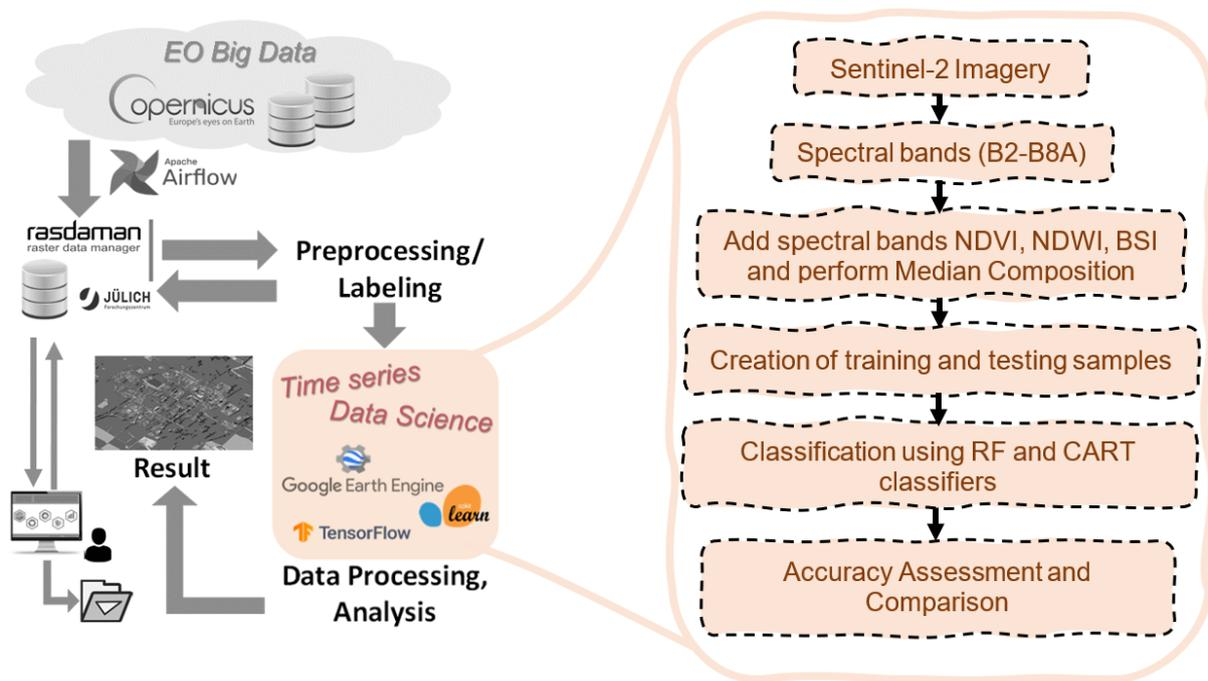 EO Big Data
Copernicus
Europe's eyes on Earth
Apache
Airflow
rasdaman
raster data manager
JÜLICH
Forschungszentrum
Preprocessing/
Labeling
Time series
Data Science
Google Earth Engine
learn
TensorFlow
Result
Data Processing,
Analysis
Sentinel-2 Imagery
Spectral bands (B2-B8A)
Add spectral bands NDVI, NDWI, BSI
and perform Median Composition
Creation of training and testing samples
Classification using RF and CART
classifiers
Accuracy Assessment and
Comparison